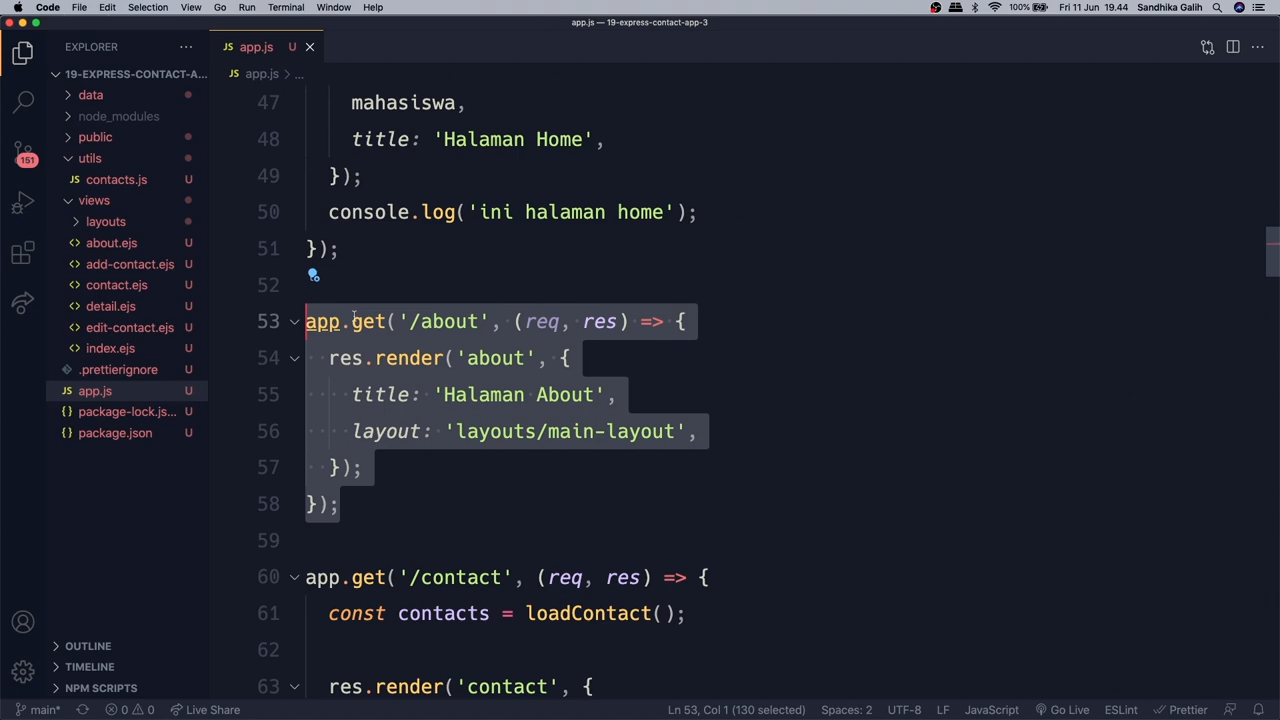 Code File Edit Selection View Go Run Terminal Window Help 100% Fri 11 Jun 19.44 Sandhika Galih
app.js — 19-express-contact-app-3
EXPLORER
19-EXPRESS-CONTACT-A...
data
node_modules
public
utils
contacts.js U
views
layouts
about.ejs U
add-contact.ejs U
contact.ejs U
detail.ejs U
edit-contact.ejs U
index.ejs U
.prettierignore U
app.js U
package-lock.js... U
package.json U
OUTLINE
TIMELINE
NPM SCRIPTS
151
JS app.js U
JS app.js > ...
47 mahasiswa,
48 title: 'Halaman Home',
49 });
50 console.log('ini halaman home');
51 });
52
53 app.get('/about', (req, res) => {
54 res.render('about', {
55 title: 'Halaman About',
56 layout: 'layouts/main-layout',
57 });
58 });
59
60 app.get('/contact', (req, res) => {
61 const contacts = loadContact();
62
63 res.render('contact', {
main* 0 0 Live Share Ln 53, Col 1 (130 selected) Spaces: 2 UTF-8 LF JavaScript Go Live ESLint Prettier